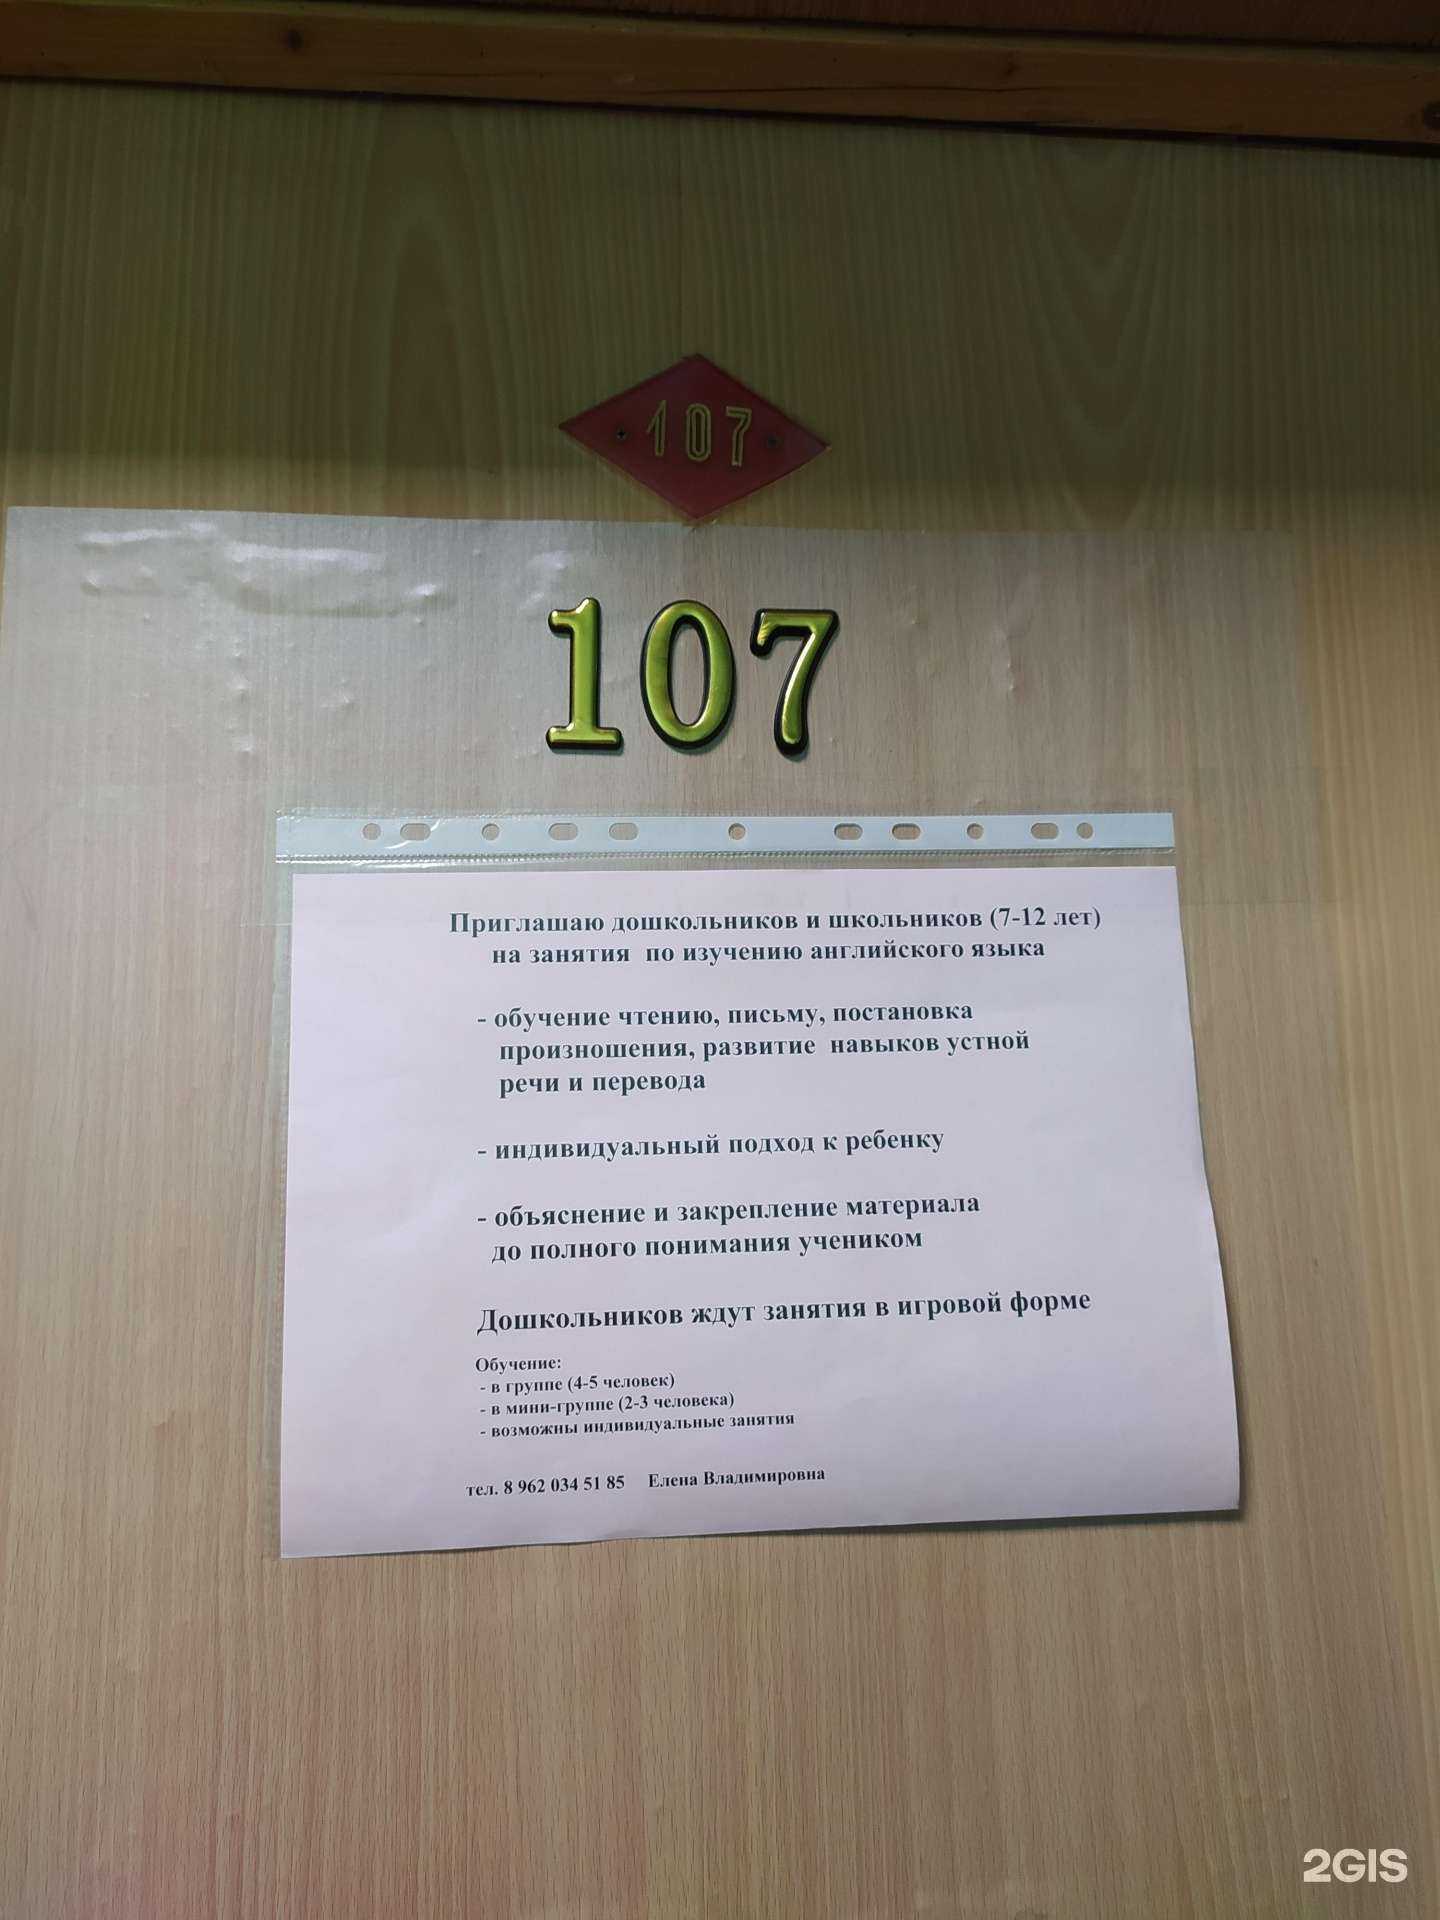 107
107
Приглашаю дошкольников и школьников (7-12 лет)
на занятия по изучению английского языка
- обучение чтению, письму, постановка
произношения, развитие навыков устной
речи и перевода
- индивидуальный подход к ребенку
- объяснение и закрепление материала
до полного понимания учеником
Дошкольников ждут занятия в игровой форме
Обучение:
- в группе (4-5 человек)
- в мини-группе (2-3 человека)
- возможны индивидуальные занятия
тел. 8 962 034 51 85 Елена Владимировна
2GIS